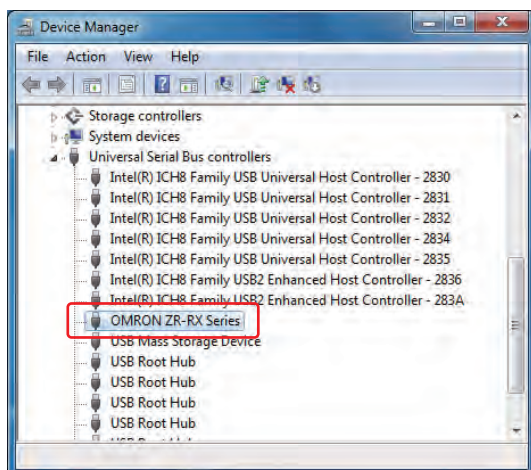 Device Manager
File Action View Help
Storage controllers
System devices
Universal Serial Bus controllers
Intel(R) ICH8 Family USB Universal Host Controller - 2830
Intel(R) ICH8 Family USB Universal Host Controller - 2831
Intel(R) ICH8 Family USB Universal Host Controller - 2832
Intel(R) ICH8 Family USB Universal Host Controller - 2834
Intel(R) ICH8 Family USB Universal Host Controller - 2835
Intel(R) ICH8 Family USB2 Enhanced Host Controller - 2836
Intel(R) ICH8 Family USB2 Enhanced Host Controller - 283A
OMRON ZR-RX Series
USB Mass Storage Device
USB Root Hub
USB Root Hub
USB Root Hub
USB Root Hub